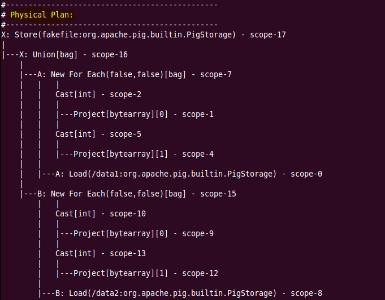 #-----------------------------------------------
# Physical Plan:
#-----------------------------------------------
X: Store(fakefile:org.apache.pig.builtin.PigStorage) - scope-17
|
|---X: Union[bag] - scope-16
    |
    |---A: New For Each(false,false)[bag] - scope-7
    |   |   |
    |   |   Cast[int] - scope-2
    |   |   |
    |   |   |---Project[bytearray][0] - scope-1
    |   |   |
    |   |   Cast[int] - scope-5
    |   |   |
    |   |   |---Project[bytearray][1] - scope-4
    |   |
    |   |---A: Load(/data1:org.apache.pig.builtin.PigStorage) - scope-0
    |
    |---B: New For Each(false,false)[bag] - scope-15
        |   |
        |   Cast[int] - scope-10
        |   |
        |   |---Project[bytearray][0] - scope-9
        |   |
        |   Cast[int] - scope-13
        |   |
        |   |---Project[bytearray][1] - scope-12
        |
        |---B: Load(/data2:org.apache.pig.builtin.PigStorage) - scope-8